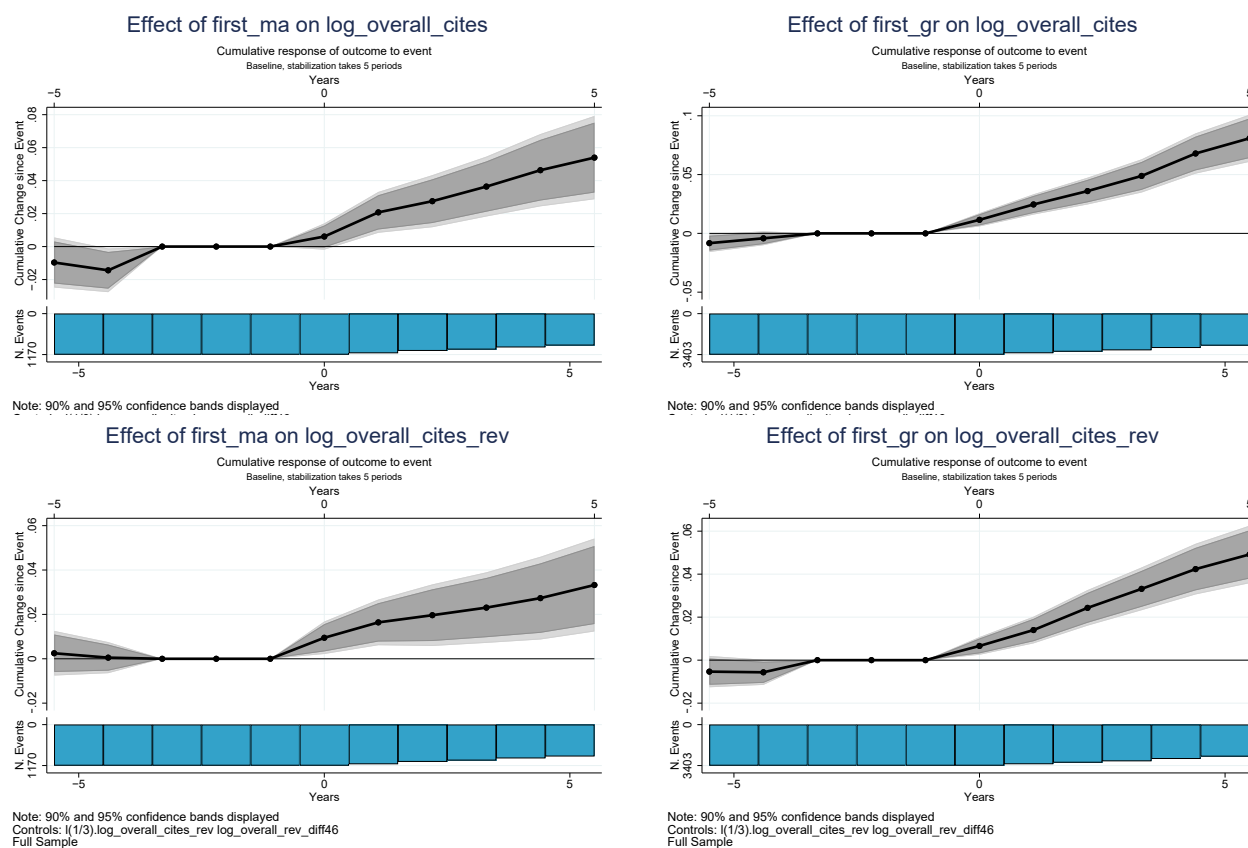 Effect of first_ma on log_overall_cites
Cumulative response of outcome to event
Baseline, stabilization takes 5 periods
Years
−5 0 5
Cumulative Change since Event
−.02 0 .02 .04 .06 .08
N. Events
0 1170
−5 0 5
Years
Note: 90% and 95% confidence bands displayed
Effect of first_gr on log_overall_cites
Cumulative response of outcome to event
Baseline, stabilization takes 5 periods
Years
−5 0 5
Cumulative Change since Event
−.05 0 .05 .1
N. Events
0 3403
−5 0 5
Years
Note: 90% and 95% confidence bands displayed
Effect of first_ma on log_overall_cites_rev
Cumulative response of outcome to event
Baseline, stabilization takes 5 periods
Years
−5 0 5
Cumulative Change since Event
−.02 0 .02 .04 .06
N. Events
0 1170
−5 0 5
Years
Note: 90% and 95% confidence bands displayed
Controls: l(1/3).log_overall_cites_rev log_overall_rev_diff46
Full Sample
Effect of first_gr on log_overall_cites_rev
Cumulative response of outcome to event
Baseline, stabilization takes 5 periods
Years
−5 0 5
Cumulative Change since Event
−.02 0 .02 .04 .06
N. Events
0 3403
−5 0 5
Years
Note: 90% and 95% confidence bands displayed
Controls: l(1/3).log_overall_cites_rev log_overall_rev_diff46
Full Sample